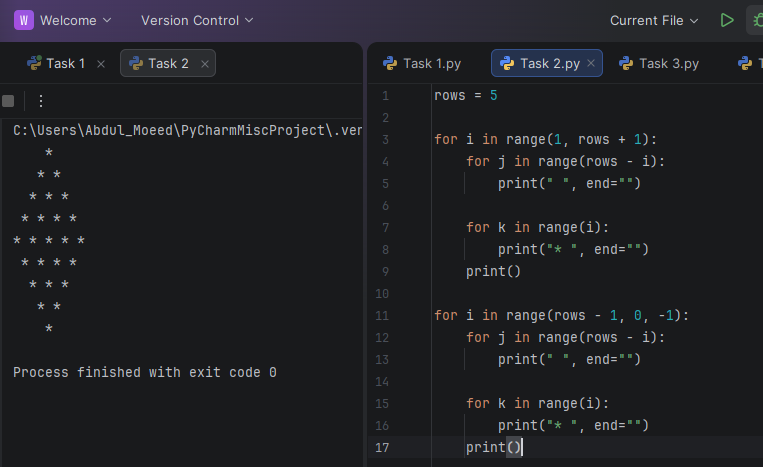 W Welcome Version Control Current File
Task 1 Task 2 Task 1.py Task 2.py Task 3.py
C:\Users\Abdul_Moeed\PyCharmMiscProject\.ver
    *
   * *
  * * *
 * * * *
* * * * *
 * * * *
  * * *
   * *
    *
Process finished with exit code 0
1 rows = 5
2
3 for i in range(1, rows + 1):
4     for j in range(rows - i):
5         print(" ", end="")
6
7     for k in range(i):
8         print("* ", end="")
9     print()
10
11 for i in range(rows - 1, 0, -1):
12     for j in range(rows - i):
13         print(" ", end="")
14
15     for k in range(i):
16         print("* ", end="")
17     print()